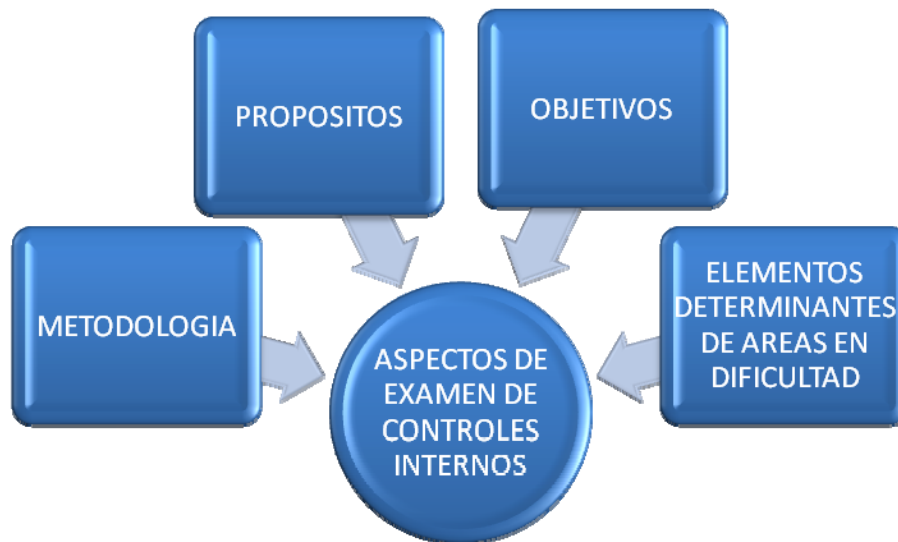 PROPOSITOS
OBJETIVOS
METODOLOGIA
ELEMENTOS
DETERMINANTES
DE AREAS EN
DIFICULTAD
ASPECTOS DE
EXAMEN DE
CONTROLES
INTERNOS